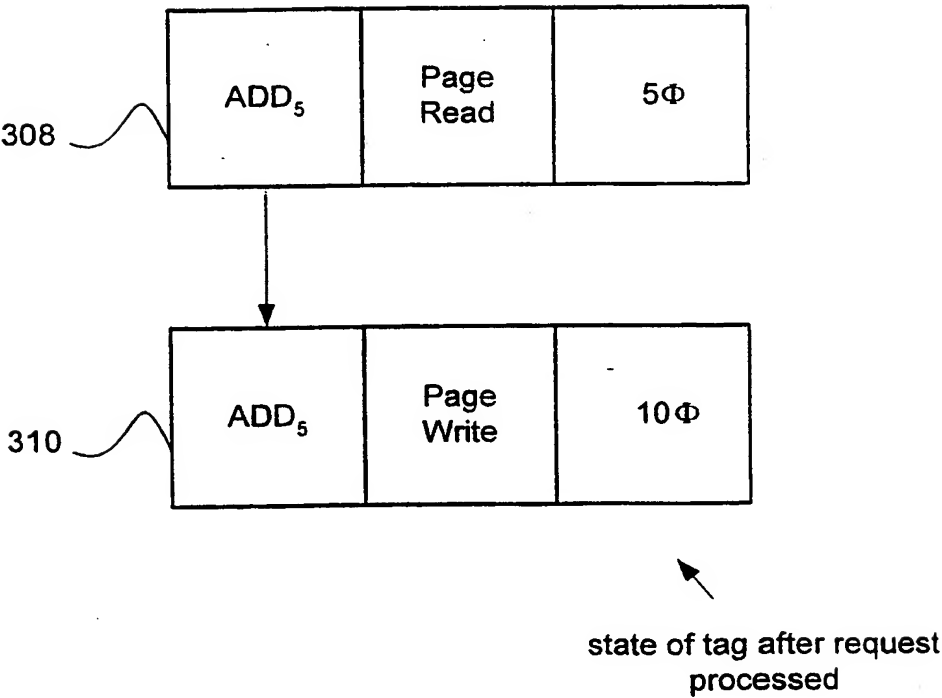 ADD₅
Page
Read
5Φ
308
ADD₅
Page
Write
10Φ
310
state of tag after request
processed